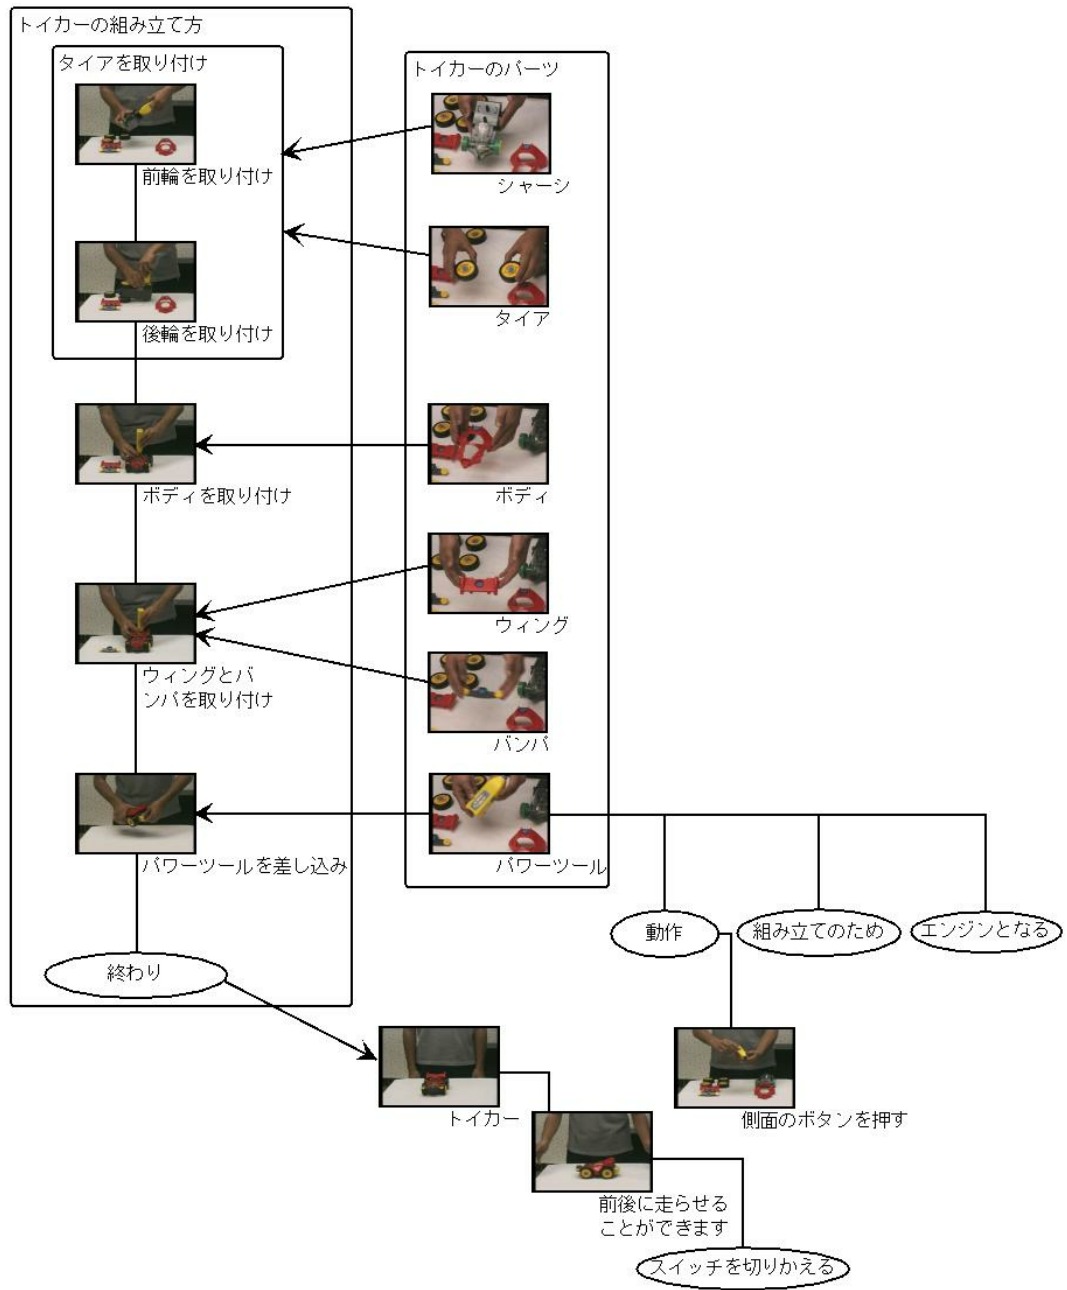 トイカーの組み立て方
タイアを取り付け
前輪を取り付け
後輪を取り付け
ボディを取り付け
ウィングとバ
ンパを取り付け
パワーツールを差し込み
終わり
トイカーのパーツ
シャーシ
タイア
ボディ
ウィング
バンパ
パワーツール
動作
組み立てのため
エンジンとなる
側面のボタンを押す
トイカー
前後に走らせる
ことができます
スイッチを切りかえる